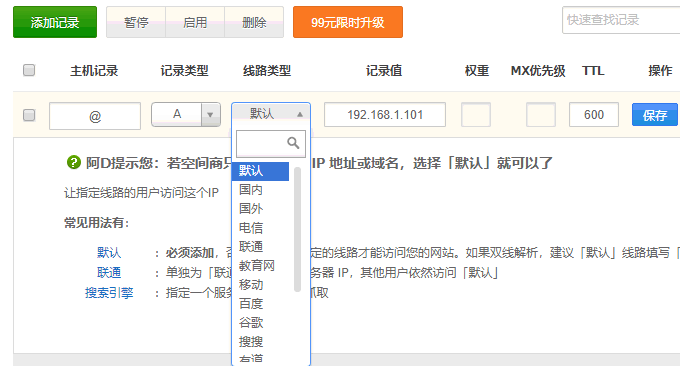 添加记录 暂停 启用 删除 99元限时升级 快速查找记录
主机记录 记录类型 线路类型 记录值 权重 MX优先级 TTL 操作
@ A 默认 192.168.1.101 600 保存
阿D提示您：若空间商只 IP 地址或域名，选择「默认」就可以了
让指定线路的用户访问这个IP
常见用法有：
默认 ：必须添加，否 定的线路才能访问您的网站。如果双线解析，建议「默认」线路填写「
联通 ：单独为「联通 务器 IP，其他用户依然访问「默认」
搜索引擎 ：指定一个服务 抓取
默认
国内
国外
电信
联通
教育网
移动
百度
谷歌
搜搜
有道